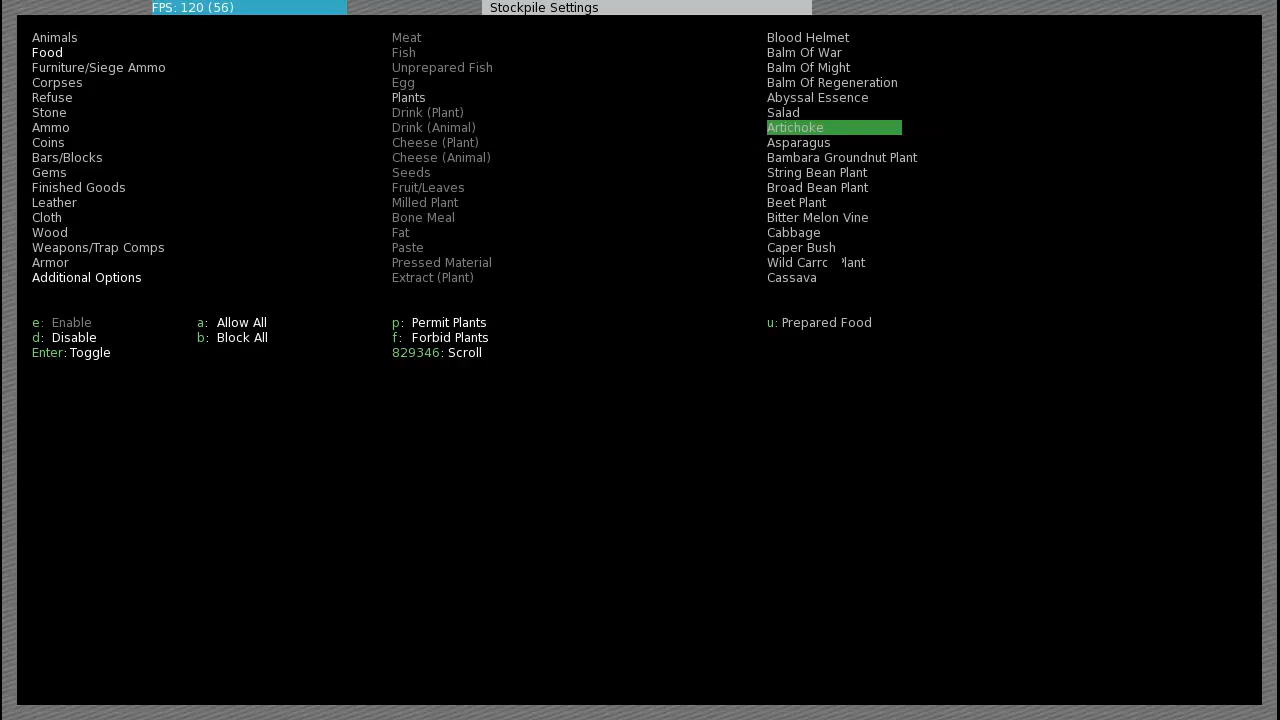 FPS: 120 (56) Stockpile Settings
Animals Meat Blood Helmet
Food Fish Balm Of War
Furniture/Siege Ammo Unprepared Fish Balm Of Might
Corpses Egg Balm Of Regeneration
Refuse Plants Abyssal Essence
Stone Drink (Plant) Salad
Ammo Drink (Animal) Artichoke
Coins Cheese (Plant) Asparagus
Bars/Blocks Cheese (Animal) Bambara Groundnut Plant
Gems Seeds String Bean Plant
Finished Goods Fruit/Leaves Broad Bean Plant
Leather Milled Plant Beet Plant
Cloth Bone Meal Bitter Melon Vine
Wood Fat Cabbage
Weapons/Trap Comps Paste Caper Bush
Armor Pressed Material Wild Carrc Plant
Additional Options Extract (Plant) Cassava
e: Enable a: Allow All p: Permit Plants u: Prepared Food
d: Disable b: Block All f: Forbid Plants
Enter: Toggle 829346: Scroll